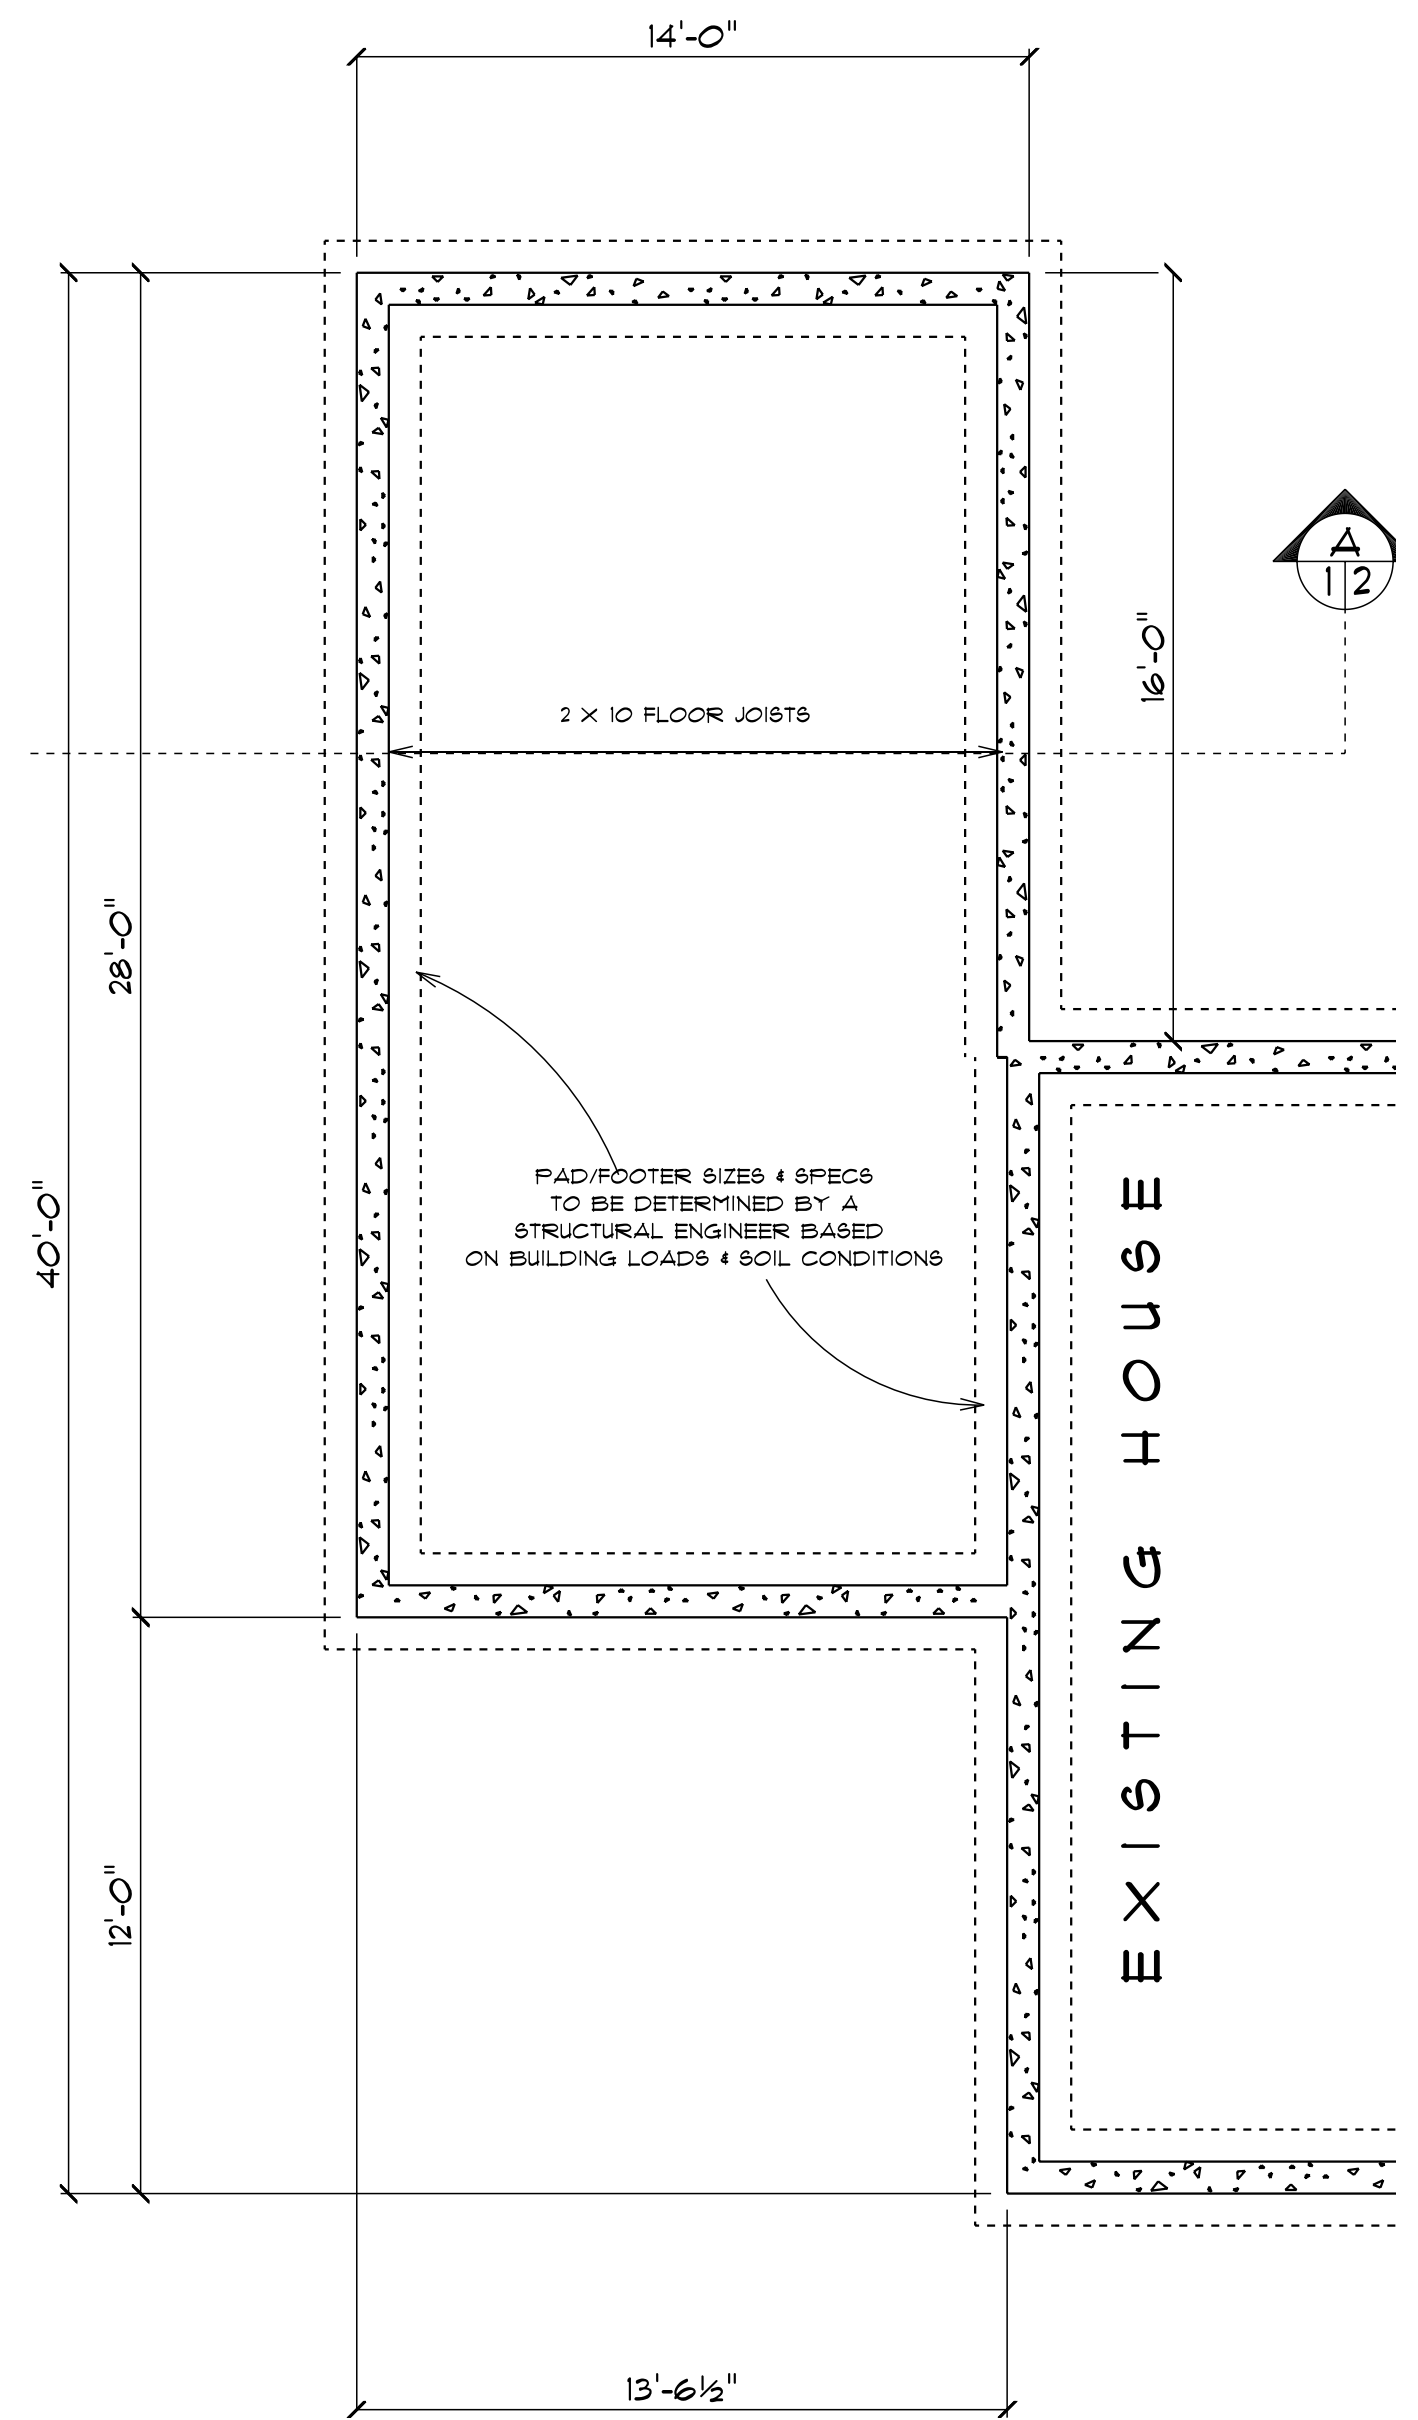 14'-0"
A
1 2
16'-0"
2 X 10 FLOOR JOISTS
28'-0"
40'-0"
PAD/FOOTER SIZES & SPECS
TO BE DETERMINED BY A
STRUCTURAL ENGINEER BASED
ON BUILDING LOADS & SOIL CONDITIONS
EXISTING HOUSE
12'-0"
13'-6½"